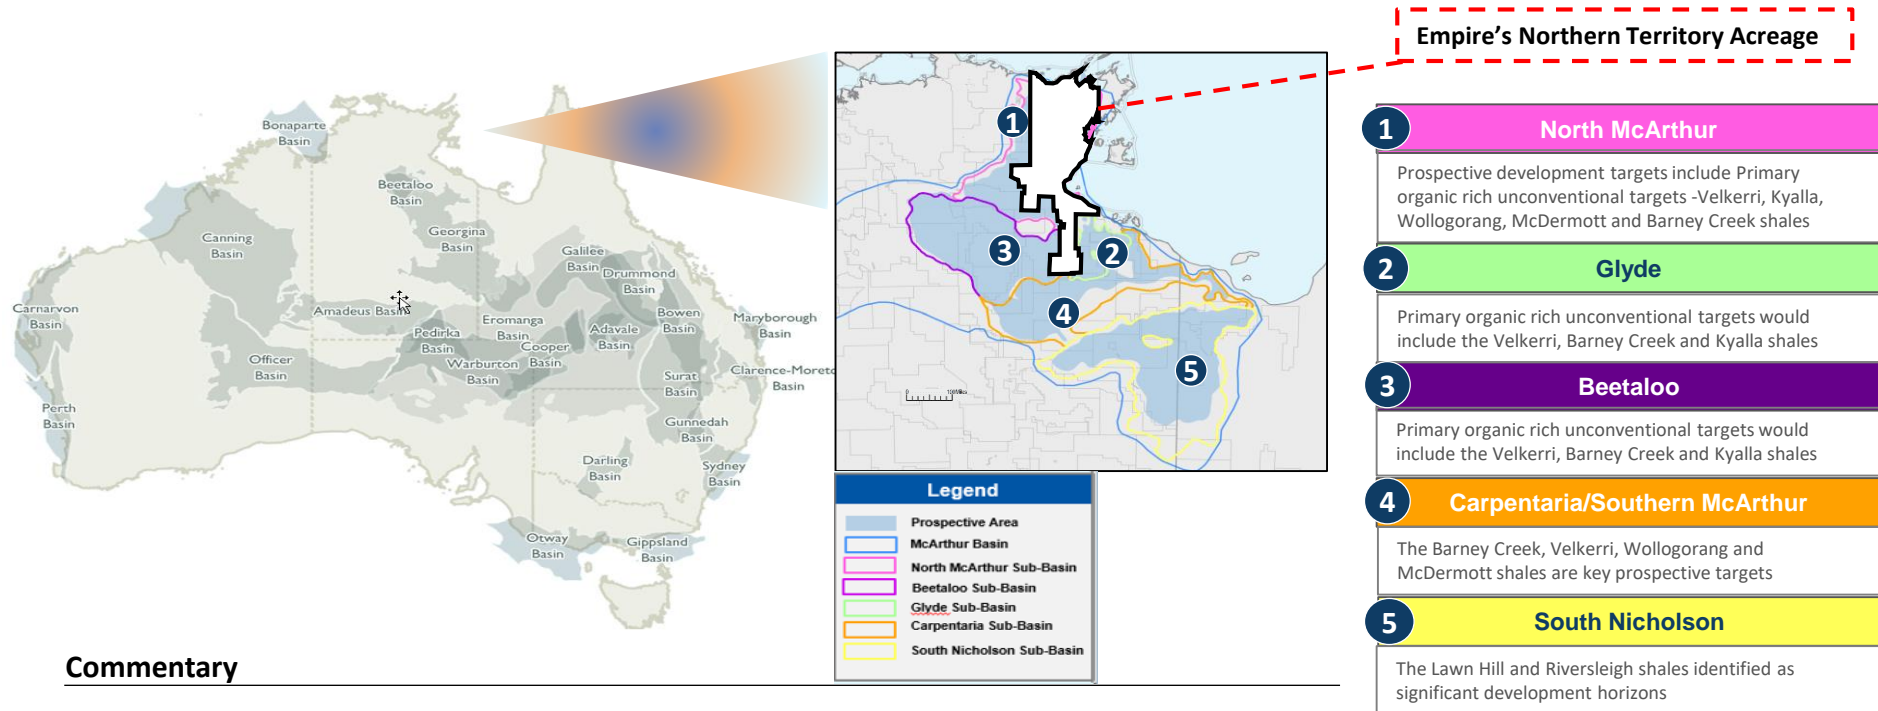 Empire's Northern Territory Acreage
Bonaparte
Basin
Beetaloo
Basin
Canning
Basin
Georgina
Basin
Galilee
Basin
Drummond
Basin
Carnarvon
Basin
Amadeus Basin
Pedirka
Basin
Eromanga
Basin
Warburton
Basin
Cooper
Basin
Adavale
Basin
Bowen
Basin
Maryborough
Basin
Officer
Basin
Surat
Basin
Clarence-Moreto
Basin
Perth
Basin
Gunnedah
Basin
Darling
Basin
Sydney
Basin
Otway
Basin
Gippsland
Basin
1
2
3
4
5
0
Legend
Prospective Area
McArthur Basin
North McArthur Sub-Basin
Beetaloo Sub-Basin
Glyde Sub-Basin
Carpentaria Sub-Basin
South Nicholson Sub-Basin
1
North McArthur
Prospective development targets include Primary
organic rich unconventional targets -Velkerri, Kyalla,
Wollogorang, McDermott and Barney Creek shales
2
Glyde
Primary organic rich unconventional targets would
include the Velkerri, Barney Creek and Kyalla shales
3
Beetaloo
Primary organic rich unconventional targets would
include the Velkerri, Barney Creek and Kyalla shales
4
Carpentaria/Southern McArthur
The Barney Creek, Velkerri, Wollogorang and
McDermott shales are key prospective targets
5
South Nicholson
The Lawn Hill and Riversleigh shales identified as
significant development horizons
Commentary